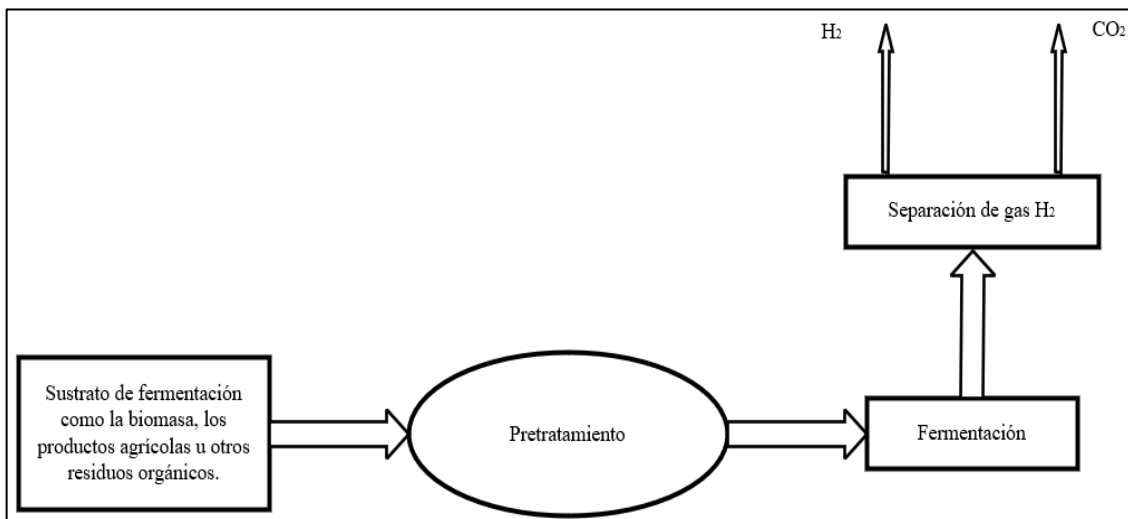 H₂
CO₂
Separación de gas H₂
Sustrato de fermentación
como la biomasa, los
productos agrícolas u otros
residuos orgánicos.
Pretratamiento
Fermentación